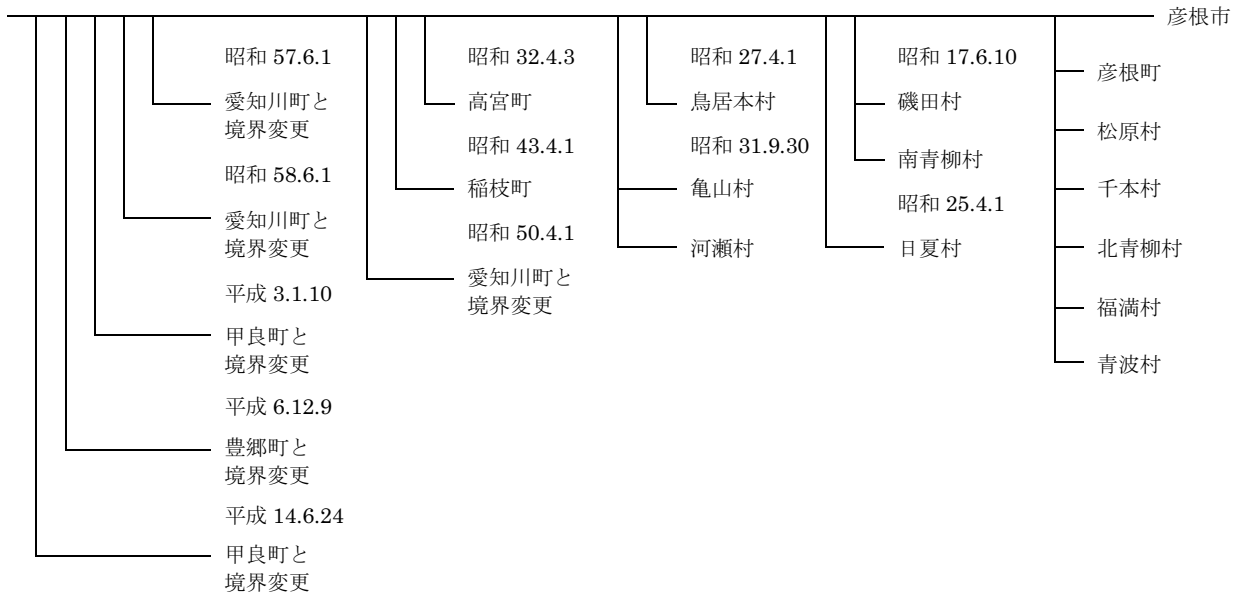 彦根市
彦根町
松原村
千本村
北青柳村
福満村
青波村
昭和 17.6.10
磯田村
南青柳村
昭和 25.4.1
日夏村
昭和 27.4.1
鳥居本村
昭和 31.9.30
亀山村
河瀬村
昭和 32.4.3
高宮町
昭和 43.4.1
稲枝町
昭和 50.4.1
愛知川町と
境界変更
昭和 57.6.1
愛知川町と
境界変更
昭和 58.6.1
愛知川町と
境界変更
平成 3.1.10
甲良町と
境界変更
平成 6.12.9
豊郷町と
境界変更
平成 14.6.24
甲良町と
境界変更